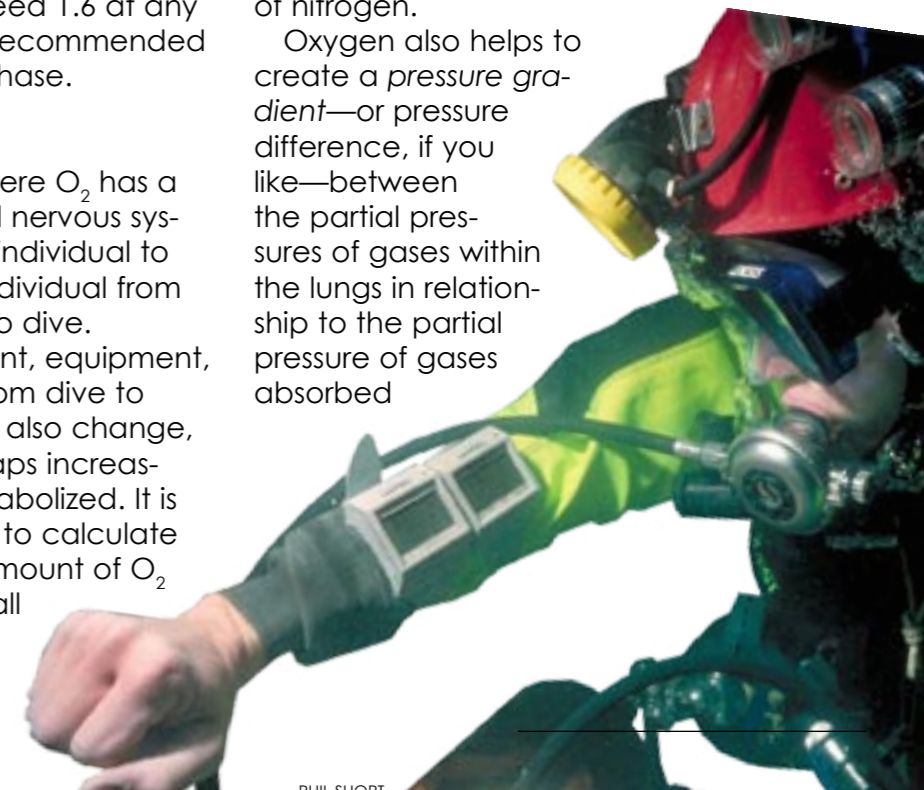 eed 1.6 at any
ecommended
hase.
ere O₂ has a
l nervous sys-
individual to
dividual from
o dive.
nt, equipment,
om dive to
also change,
aps increas-
abolized. It is
to calculate
mount of O₂
all
of nitrogen.
Oxygen also helps to
create a pressure gra-
dient—or pressure
difference, if you
like—between
the partial pres-
sures of gases within
the lungs in relation-
ship to the partial
pressure of gases
absorbed
PHIL SHORT